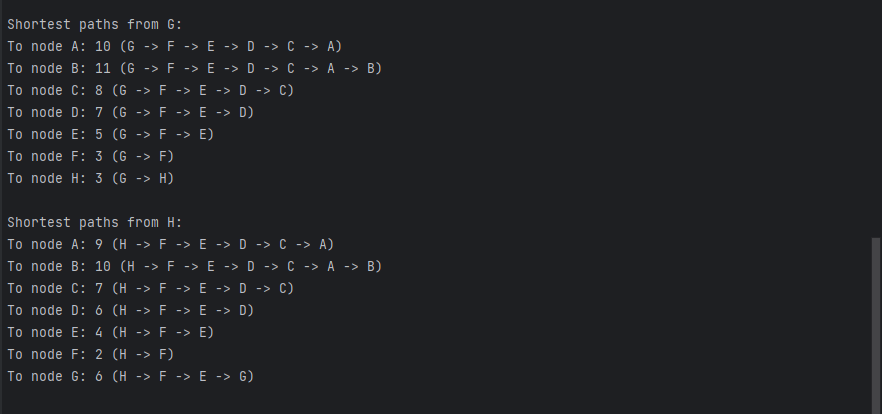 Shortest paths from G:
To node A: 10 (G -> F -> E -> D -> C -> A)
To node B: 11 (G -> F -> E -> D -> C -> A -> B)
To node C: 8 (G -> F -> E -> D -> C)
To node D: 7 (G -> F -> E -> D)
To node E: 5 (G -> F -> E)
To node F: 3 (G -> F)
To node H: 3 (G -> H)

Shortest paths from H:
To node A: 9 (H -> F -> E -> D -> C -> A)
To node B: 10 (H -> F -> E -> D -> C -> A -> B)
To node C: 7 (H -> F -> E -> D -> C)
To node D: 6 (H -> F -> E -> D)
To node E: 4 (H -> F -> E)
To node F: 2 (H -> F)
To node G: 6 (H -> F -> E -> G)